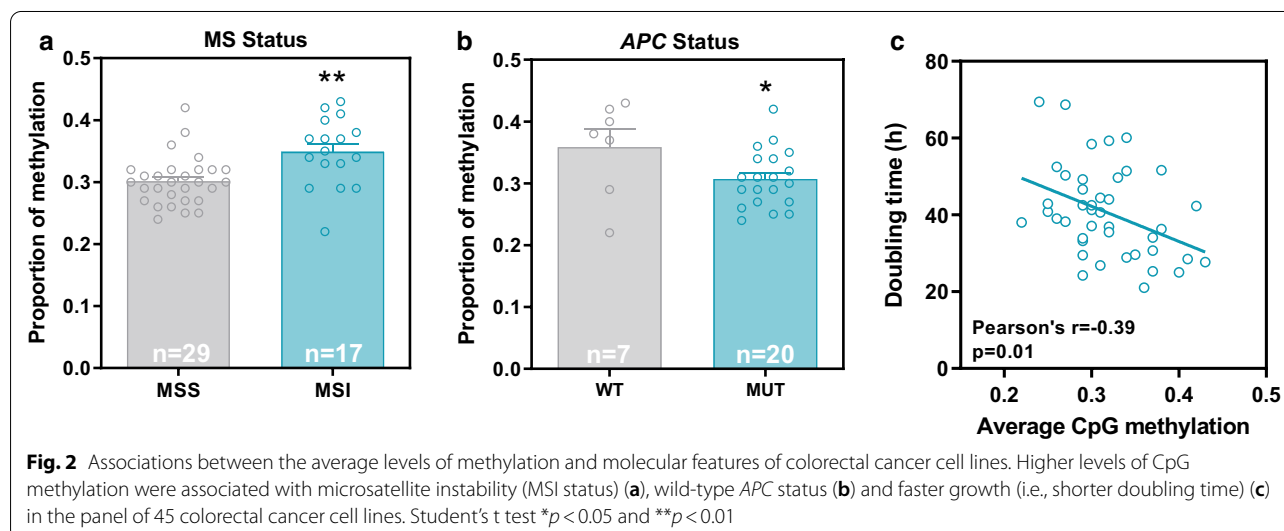 a
MS Status
Proportion of methylation
0.5
0.4
0.3
0.2
0.1
0.0
**
n=29
n=17
MSS
MSI
b
APC Status
Proportion of methylation
0.5
0.4
0.3
0.2
0.1
0.0
*
n=7
n=20
WT
MUT
c
Doubling time (h)
80
60
40
20
0
Pearson's r=-0.39
p=0.01
0.2 0.3 0.4 0.5
Average CpG methylation
Fig. 2 Associations between the average levels of methylation and molecular features of colorectal cancer cell lines. Higher levels of CpG
methylation were associated with microsatellite instability (MSI status) (a), wild-type APC status (b) and faster growth (i.e., shorter doubling time) (c)
in the panel of 45 colorectal cancer cell lines. Student's t test *p < 0.05 and **p < 0.01